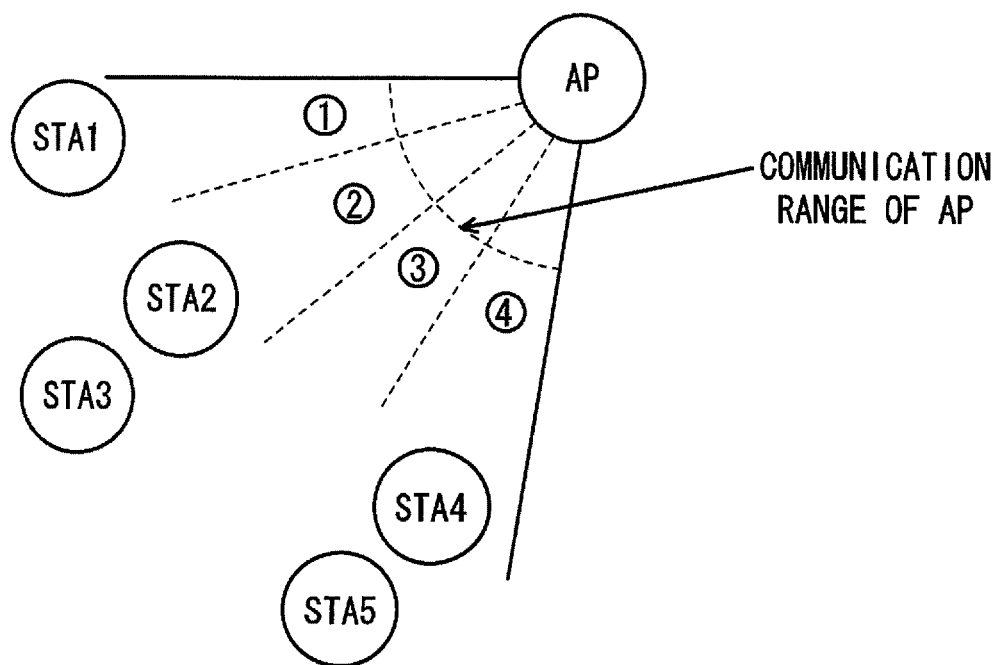 AP
STA1
①
COMMUNICATION
RANGE OF AP
②
③
STA2
④
STA3
STA4
STA5